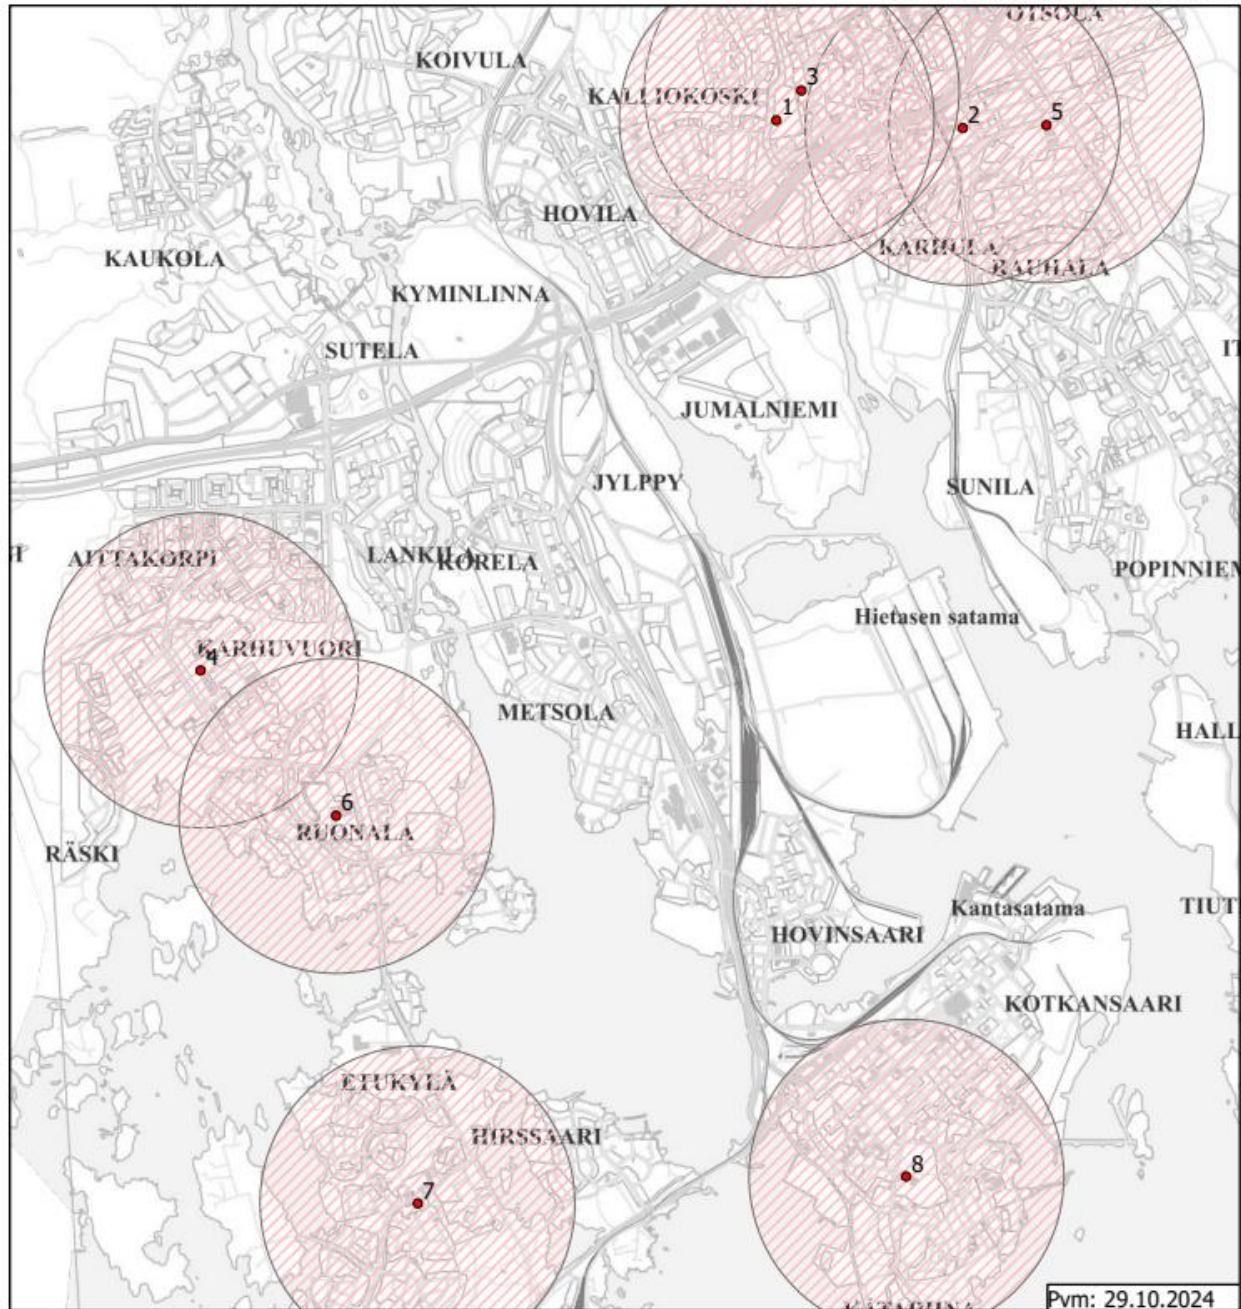 OTSOLA
KOIVULA
KALLIOKOSKI
3
1
2
5
HOVILA
KARHULA
RAUHALA
KAUKOLA
KYMINLINNA
SUTELA
JUMALNIEMI
JYLPPY
SUNILA
AITTAKORPI
LANKILA
KORELA
POPINNIEM
Hietasen satama
KARHUVUORI
4
METSOLA
HALL
6
RUONALA
RÄSKI
Kantasatama
TIUT
HOVINSAARI
KOTKANSAARI
ETUKYLÄ
HIRSSAARI
8
7
KATARIINA
Pvm: 29.10.2024